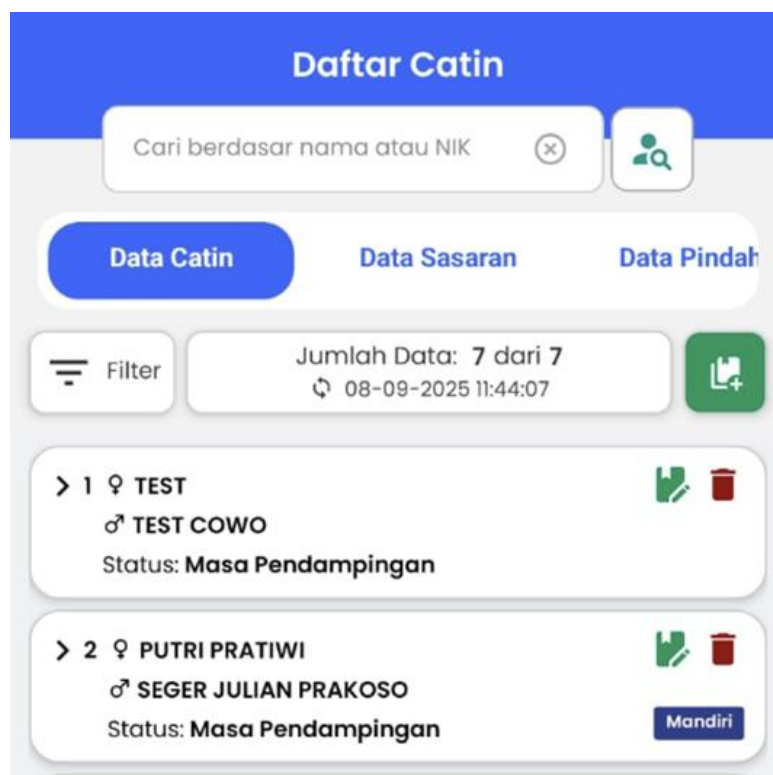 Daftar Catin
Cari berdasar nama atau NIK
Data Catin Data Sasaran Data Pindah
Filter
Jumlah Data: 7 dari 7
08-09-2025 11:44:07
1 ♀ TEST
♂ TEST COWO
Status: Masa Pendampingan
2 ♀ PUTRI PRATIWI
♂ SEGER JULIAN PRAKOSO
Status: Masa Pendampingan
Mandiri